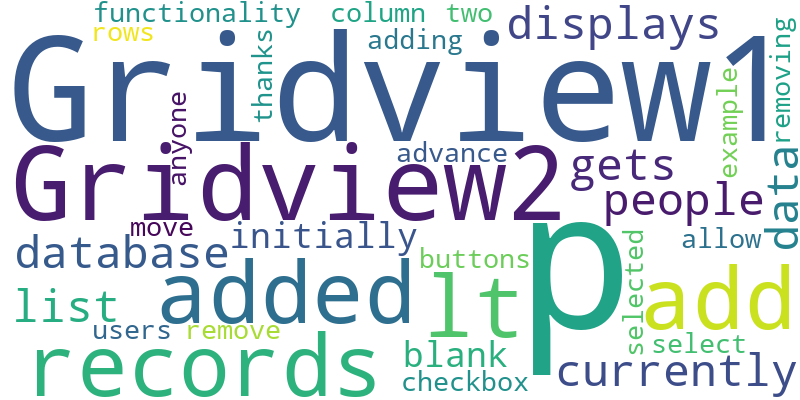 functionality column two
rows
thanks
adding
displays
removing
Gridview1
anyone
example
advance
Gridview2
gets
people
data
move
initially
database
allow
added
buttons
p
selected
list
lt
add
users remove
select
records
blank
currently
checkbox